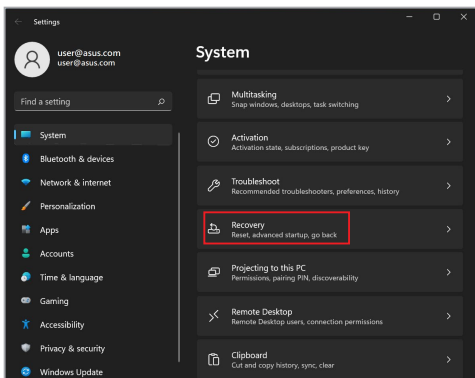 Settings
user@asus.com
user@asus.com
Find a setting
System
Bluetooth & devices
Network & internet
Personalization
Apps
Accounts
Time & language
Gaming
Accessibility
Privacy & security
Windows Update
System
Multitasking
Snap windows, desktops, task switching
Activation
Activation state, subscriptions, product key
Troubleshoot
Recommended troubleshooters, preferences, history
Recovery
Reset, advanced startup, go back
Projecting to this PC
Permissions, pairing PIN, discoverability
Remote Desktop
Remote Desktop users, connection permissions
Clipboard
Cut and copy history, sync, clear